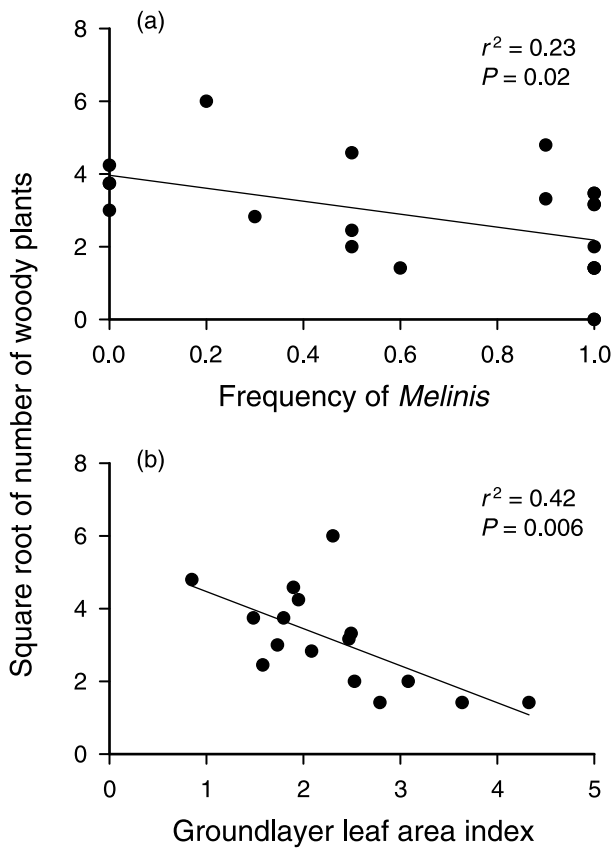 (a)
r² = 0.23
P = 0.02
8
6
4
2
0
0.0 0.2 0.4 0.6 0.8 1.0
Frequency of Melinis
Square root of number of woody plants
(b)
r² = 0.42
P = 0.006
8
6
4
2
0
0 1 2 3 4 5
Groundlayer leaf area index